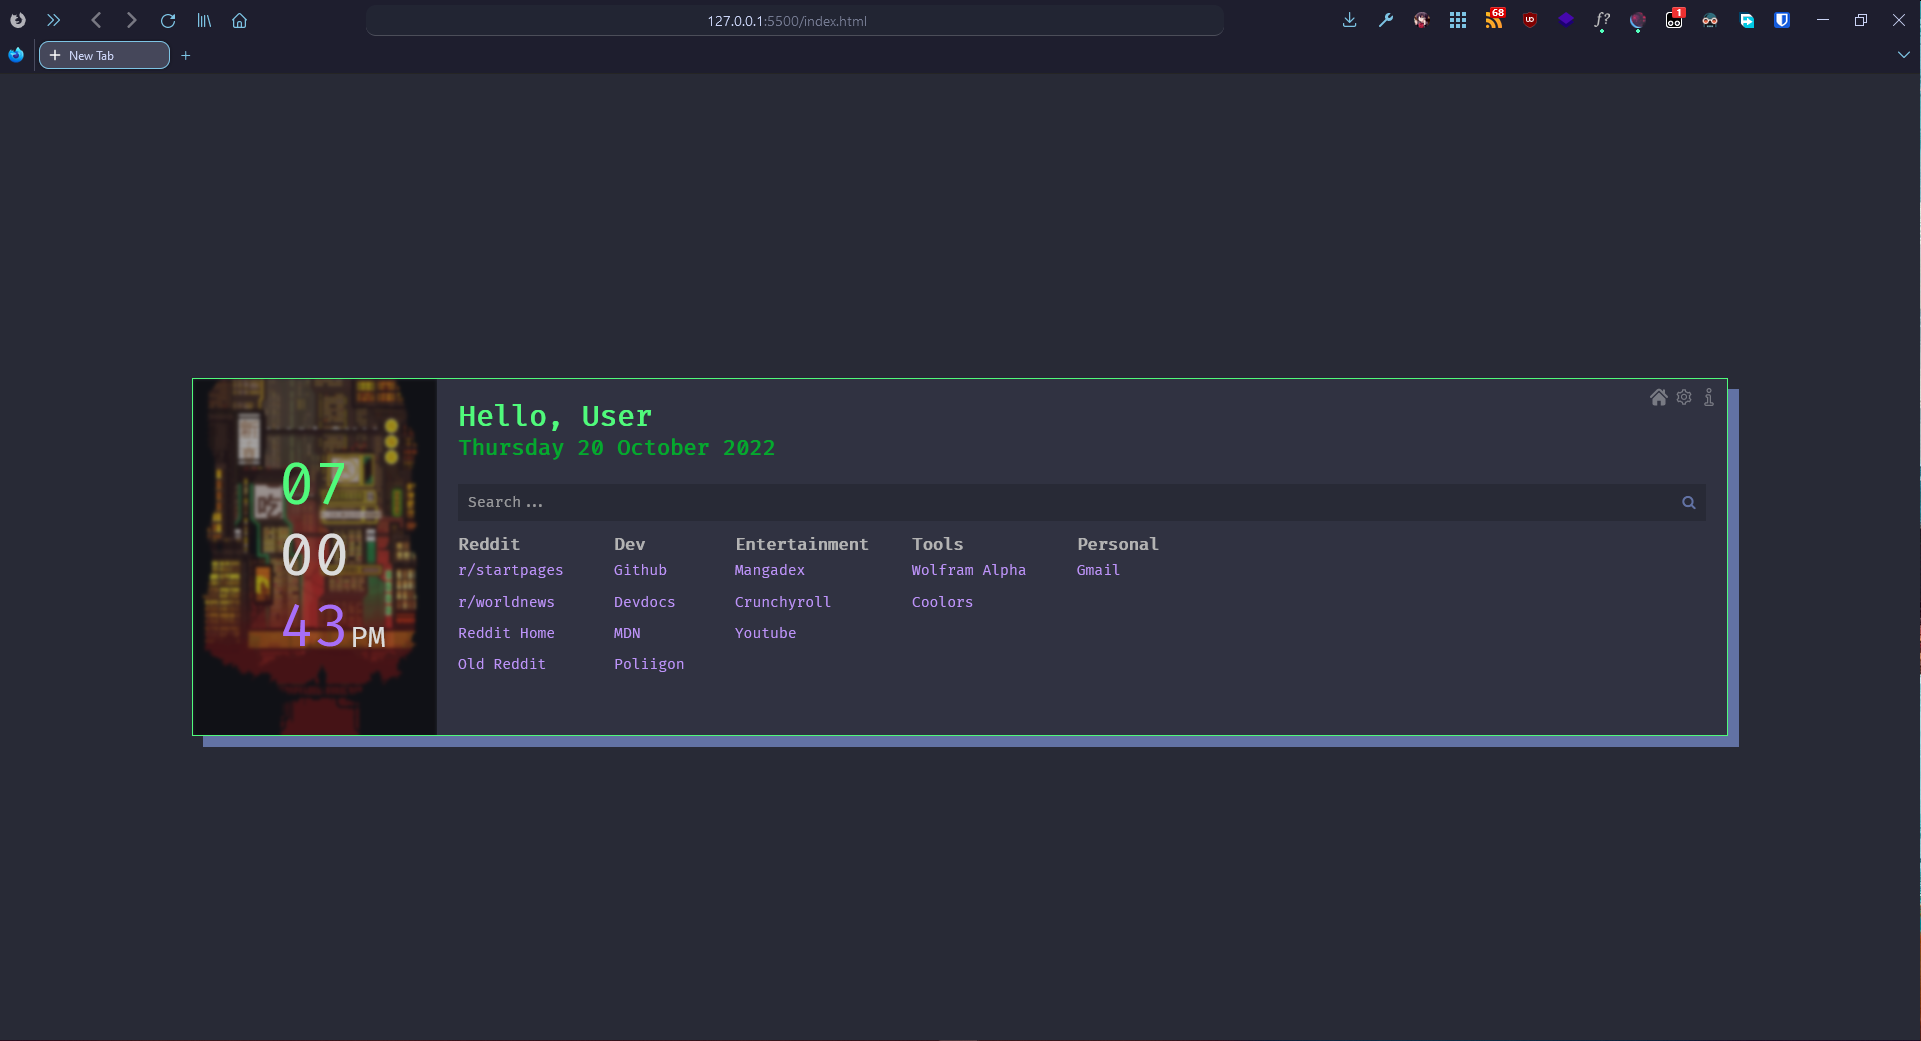 127.0.0.1:5500/index.html
68
UO
f?
1
New Tab
Hello, User
Thursday 20 October 2022
07
00
43 PM
吃
Search...
Reddit Dev Entertainment Tools Personal
r/startpages Github Mangadex Wolfram Alpha Gmail
r/worldnews Devdocs Crunchyroll Coolors
Reddit Home MDN Youtube
Old Reddit Poliigon